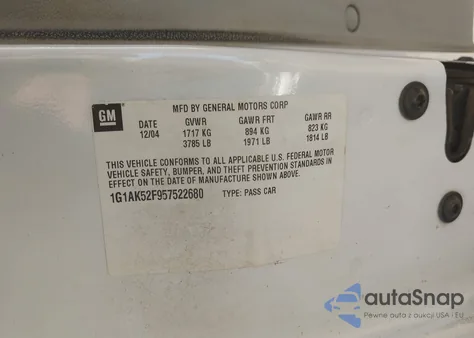 GM
MFD BY GENERAL MOTORS CORP
DATE GVWR GAWR FRT GAWR RR
12/04 1717 KG 894 KG 823 KG
3785 LB 1971 LB 1814 LB
THIS VEHICLE CONFORMS TO ALL APPLICABLE U.S. FEDERAL MOTOR
VEHICLE SAFETY, BUMPER, AND THEFT PREVENTION STANDARDS IN
EFFECT ON THE DATE OF MANUFACTURE SHOWN ABOVE.
1G1AK52F957522680 TYPE: PASS CAR
autaSnap
Pewne auta z aukcji USA - EU